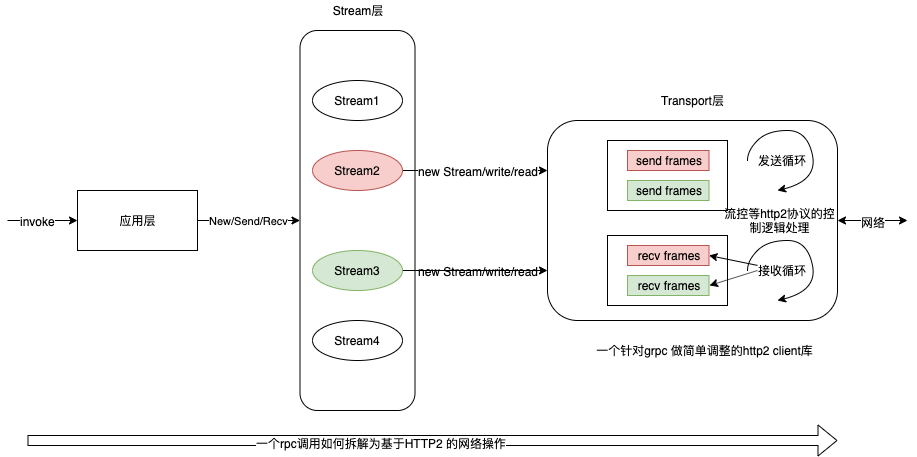 Stream层
Stream1
Transport层
Stream2
new Stream/write/read
send frames
发送循环
send frames
invoke
应用层
New/Send/Recv
流控等http2协议的控
制逻辑处理
网络
Stream3
new Stream/write/read
recv frames
接收循环
recv frames
Stream4
一个针对grpc 做简单调整的http2 client库
一个rpc调用如何拆解为基于HTTP2 的网络操作